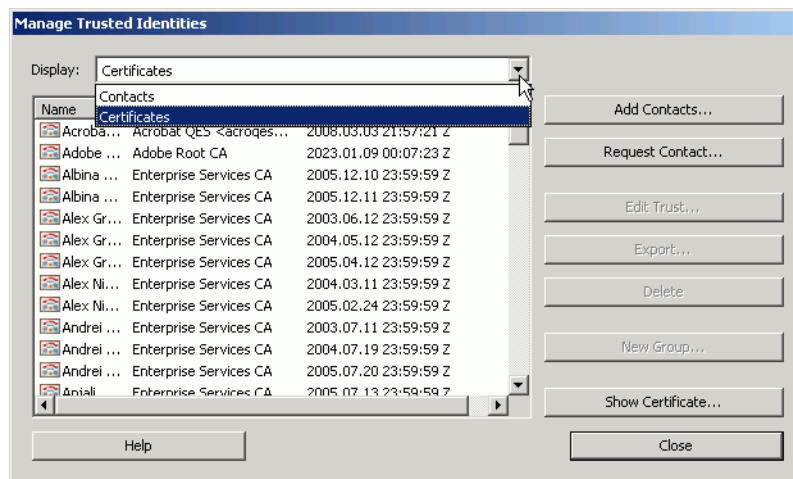 Manage Trusted Identities
Display: Certificates
Contacts
Certificates
Name
Acroba... Acrobat QES <acroqes... 2008.03.03 21:57:21 Z
Adobe ... Adobe Root CA 2023.01.09 00:07:23 Z
Albina ... Enterprise Services CA 2005.12.10 23:59:59 Z
Albina ... Enterprise Services CA 2005.12.11 23:59:59 Z
Alex Gr... Enterprise Services CA 2003.06.12 23:59:59 Z
Alex Gr... Enterprise Services CA 2004.05.12 23:59:59 Z
Alex Gr... Enterprise Services CA 2005.04.12 23:59:59 Z
Alex Ni... Enterprise Services CA 2004.03.11 23:59:59 Z
Alex Ni... Enterprise Services CA 2005.02.24 23:59:59 Z
Andrei ... Enterprise Services CA 2003.07.11 23:59:59 Z
Andrei ... Enterprise Services CA 2004.07.19 23:59:59 Z
Andrei ... Enterprise Services CA 2005.07.20 23:59:59 Z
Anjali Enterprise Services CA 2005.07.13 23:59:59 Z
Add Contacts...
Request Contact...
Edit Trust...
Export...
Delete
New Group...
Show Certificate...
Help
Close